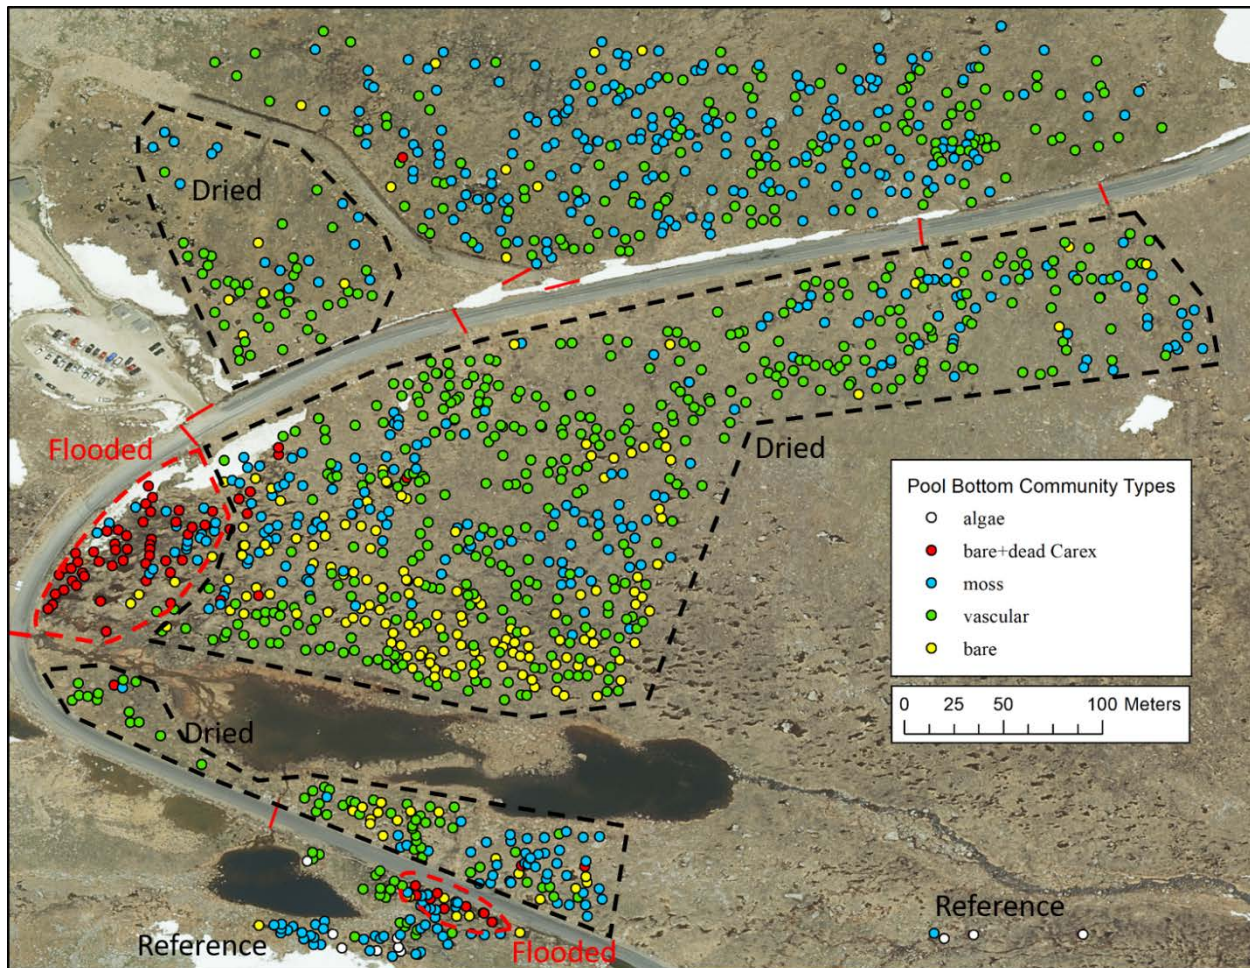 Dried
Flooded
Dried
Pool Bottom Community Types
algae
bare+dead Carex
moss
vascular
bare
0 25 50 100 Meters
Dried
Reference
Reference
Flooded